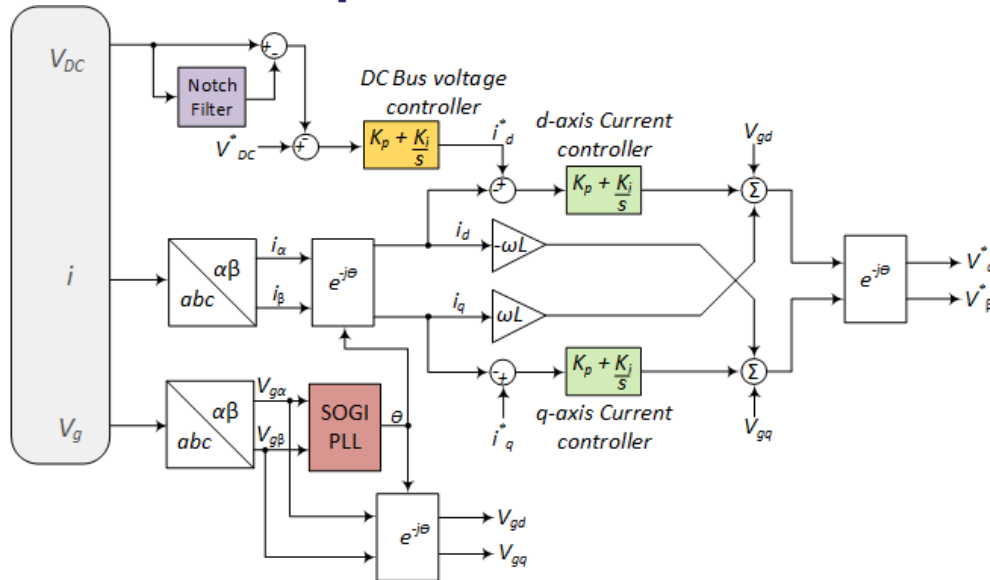 V_DC
Notch
Filter
V*_DC
DC Bus voltage
controller
K_p + K_i/s
i*_d
d-axis Current
controller
K_p + K_i/s
V_gd
Σ
i
abc
αβ
i_α
i_β
e^-jθ
i_d
-ωL
i_q
ωL
e^-jθ
V*_β
K_p + K_i/s
q-axis Current
controller
i*_q
Σ
V_gq
V_g
abc
αβ
V_gα
V_gβ
SOGI
PLL
θ
e^-jθ
V_gd
V_gq